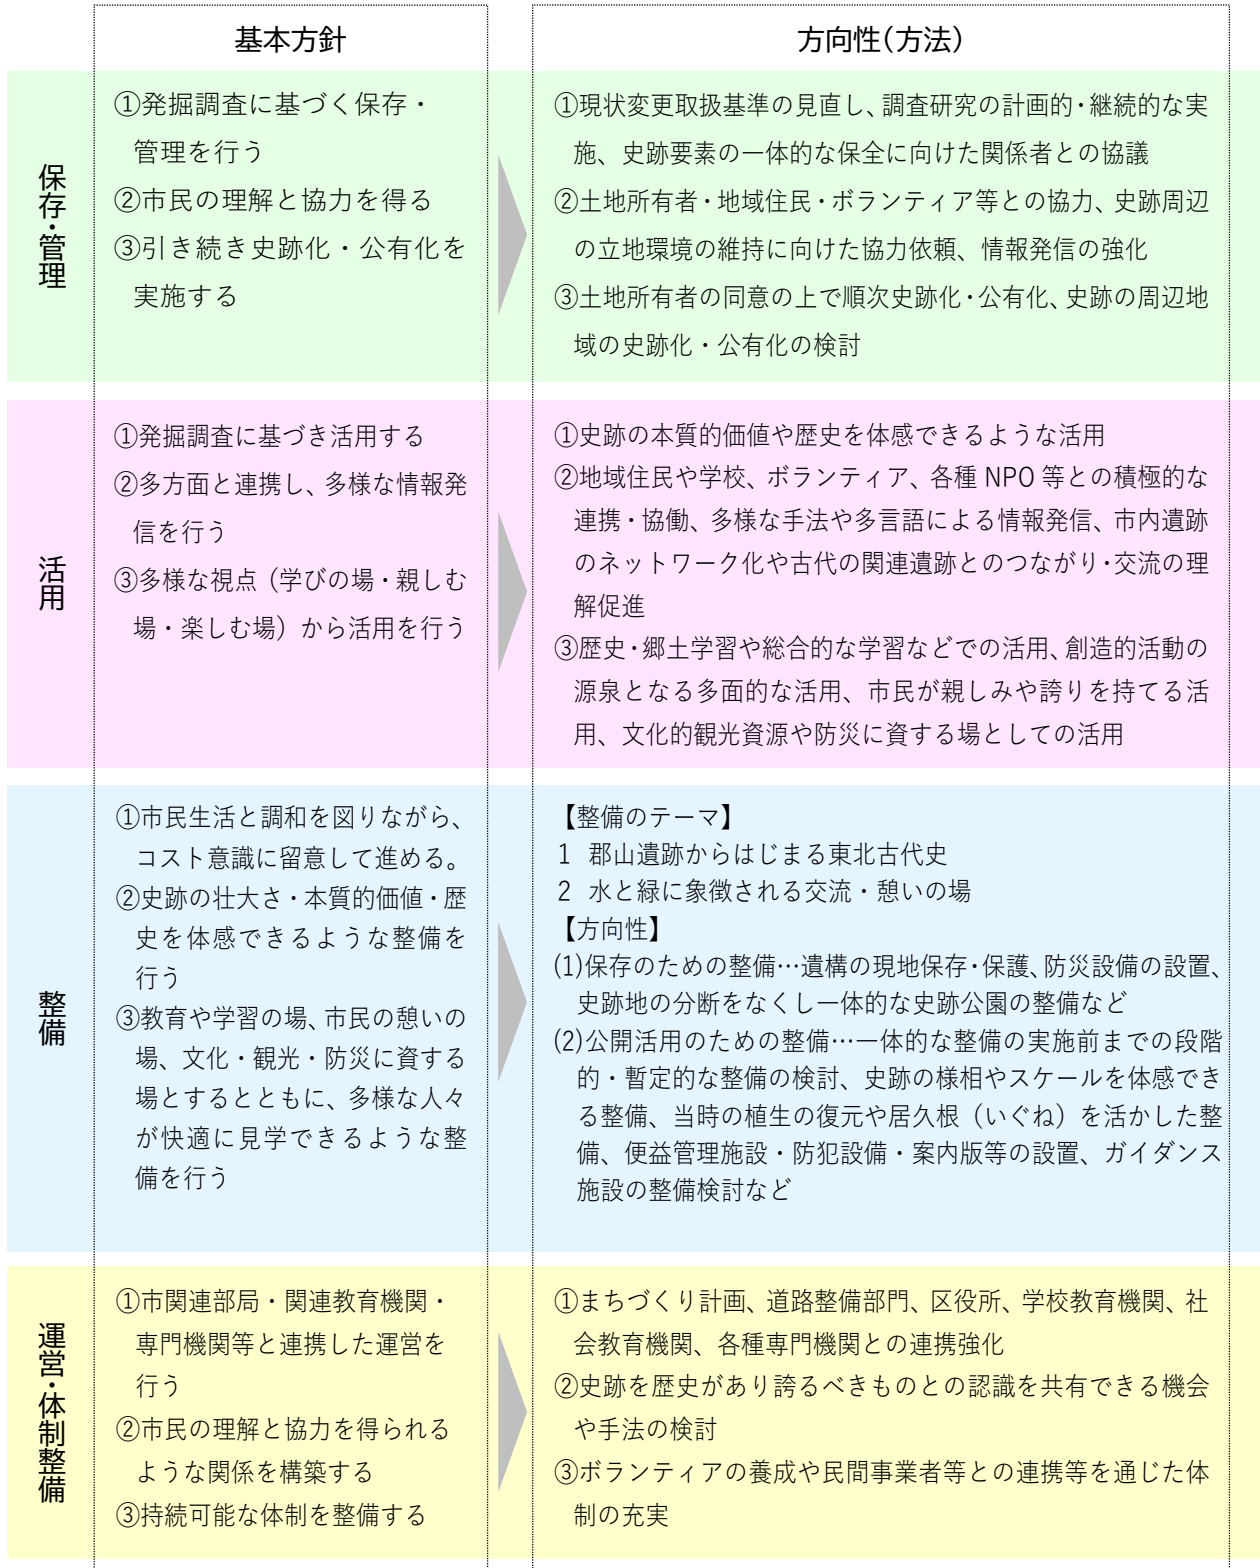 基本方針
方向性（方法）
保存・管理
①発掘調査に基づく保存・
管理を行う
②市民の理解と協力を得る
③引き続き史跡化・公有化を
実施する
①現状変更取扱基準の見直し、調査研究の計画的・継続的な実
施、史跡要素の一体的な保全に向けた関係者との協議
②土地所有者・地域住民・ボランティア等との協力、史跡周辺
の立地環境の維持に向けた協力依頼、情報発信の強化
③土地所有者の同意の上で順次史跡化・公有化、史跡の周辺地
域の史跡化・公有化の検討
活用
①発掘調査に基づき活用する
②多方面と連携し、多様な情報発
信を行う
③多様な視点（学びの場・親しむ
場・楽しむ場）から活用を行う
①史跡の本質的価値や歴史を体感できるような活用
②地域住民や学校、ボランティア、各種 NPO 等との積極的な
連携・協働、多様な手法や多言語による情報発信、市内遺跡
のネットワーク化や古代の関連遺跡とのつながり・交流の理
解促進
③歴史・郷土学習や総合的な学習などでの活用、創造的活動の
源泉となる多面的な活用、市民が親しみや誇りを持てる活
用、文化的観光資源や防災に資する場としての活用
整備
①市民生活と調和を図りながら、
コスト意識に留意して進める。
②史跡の壮大さ・本質的価値・歴
史を体感できるような整備を
行う
③教育や学習の場、市民の憩いの
場、文化・観光・防災に資する
場とするとともに、多様な人々
が快適に見学できるような整
備を行う
【整備のテーマ】
1 郡山遺跡からはじまる東北古代史
2 水と緑に象徴される交流・憩いの場
【方向性】
(1)保存のための整備…遺構の現地保存・保護、防災設備の設置、
史跡地の分断をなくし一体的な史跡公園の整備など
(2)公開活用のための整備…一体的な整備の実施前までの段階
的・暫定的な整備の検討、史跡の様相やスケールを体感でき
る整備、当時の植生の復元や居久根（いぐね）を活かした整
備、便益管理施設・防犯設備・案内版等の設置、ガイダンス
施設の整備検討など
運営・体制整備
①市関連部局・関連教育機関・
専門機関等と連携した運営を
行う
②市民の理解と協力を得られる
ような関係を構築する
③持続可能な体制を整備する
①まちづくり計画、道路整備部門、区役所、学校教育機関、社
会教育機関、各種専門機関との連携強化
②史跡を歴史があり誇るべきものとの認識を共有できる機会
や手法の検討
③ボランティアの養成や民間事業者等との連携等を通じた体
制の充実